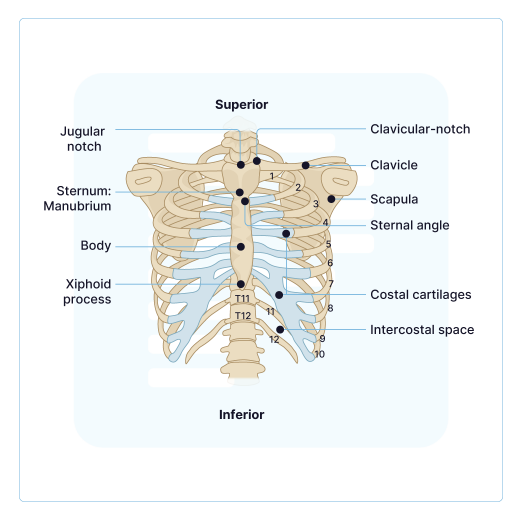 Superior
Jugular
notch
Clavicular-notch
Clavicle
1
2
Sternum:
Manubrium
Scapula
3
4
Sternal angle
Body
5
6
Xiphoid
process
7
T11
Costal cartilages
8
11
T12
Intercostal space
12
9
10
Inferior